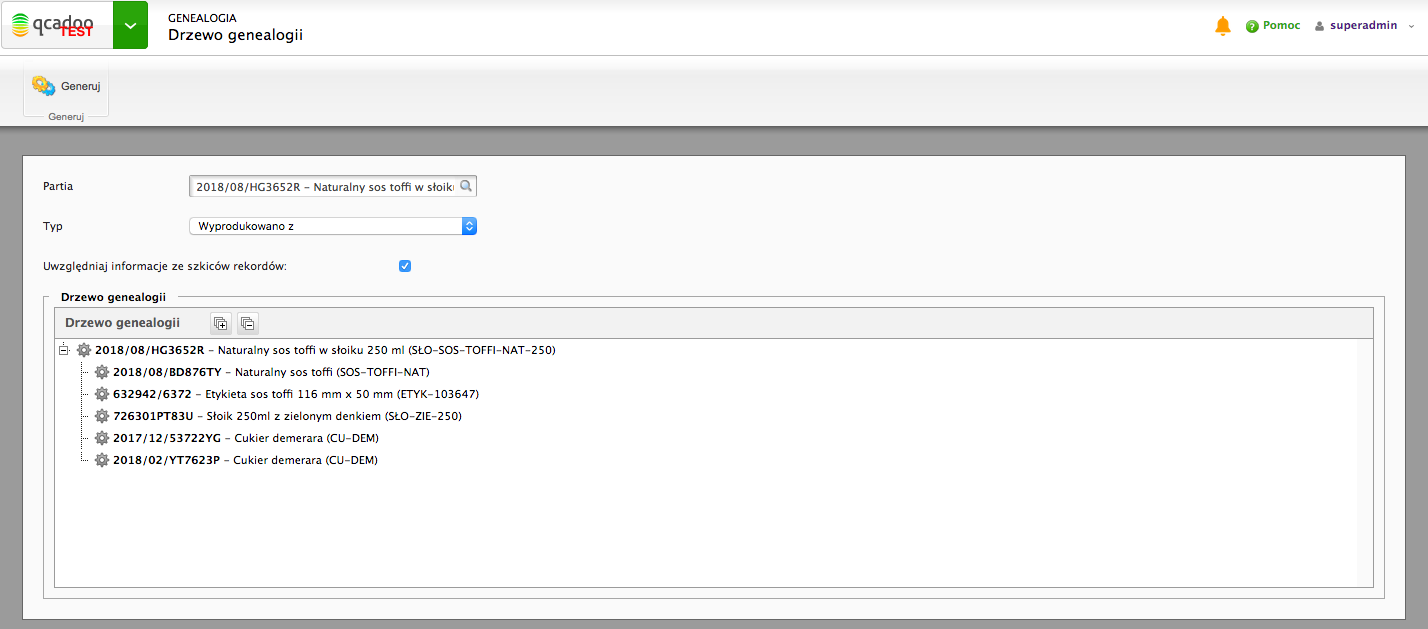 qcadoo
TEST
GENEALOGIA
Drzewo genealogii
Pomoc
superadmin
Generuj
Generuj
Partia
2018/08/HG3652R - Naturalny sos toffi w słoik
Typ
Wyprodukowano z
Uwzględniaj informacje ze szkiców rekordów:
Drzewo genealogii
Drzewo genealogii
2018/08/HG3652R - Naturalny sos toffi w słoiku 250 ml (SŁO-SOS-TOFFI-NAT-250)
2018/08/BD876TY - Naturalny sos toffi (SOS-TOFFI-NAT)
632942/6372 - Etykieta sos toffi 116 mm x 50 mm (ETYK-103647)
726301PT83U - Słoik 250ml z zielonym denkiem (SŁO-ZIE-250)
2017/12/53722YG - Cukier demerara (CU-DEM)
2018/02/YT7623P - Cukier demerara (CU-DEM)